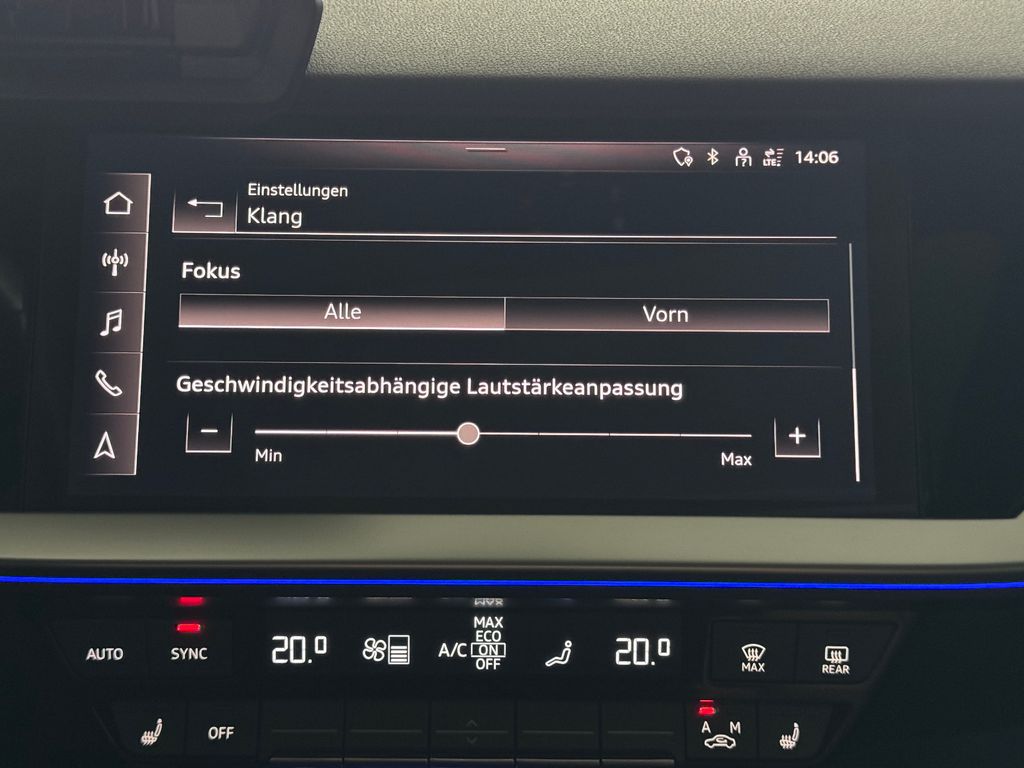 LTE 14:06
Einstellungen
Klang
Fokus
Alle Vorn
Geschwindigkeitsabhängige Lautstärkeanpassung
− +
Min Max
AUTO SYNC 20.0 A/C MAX 20.0 MAX REAR
ECO
ON
OFF
OFF A M